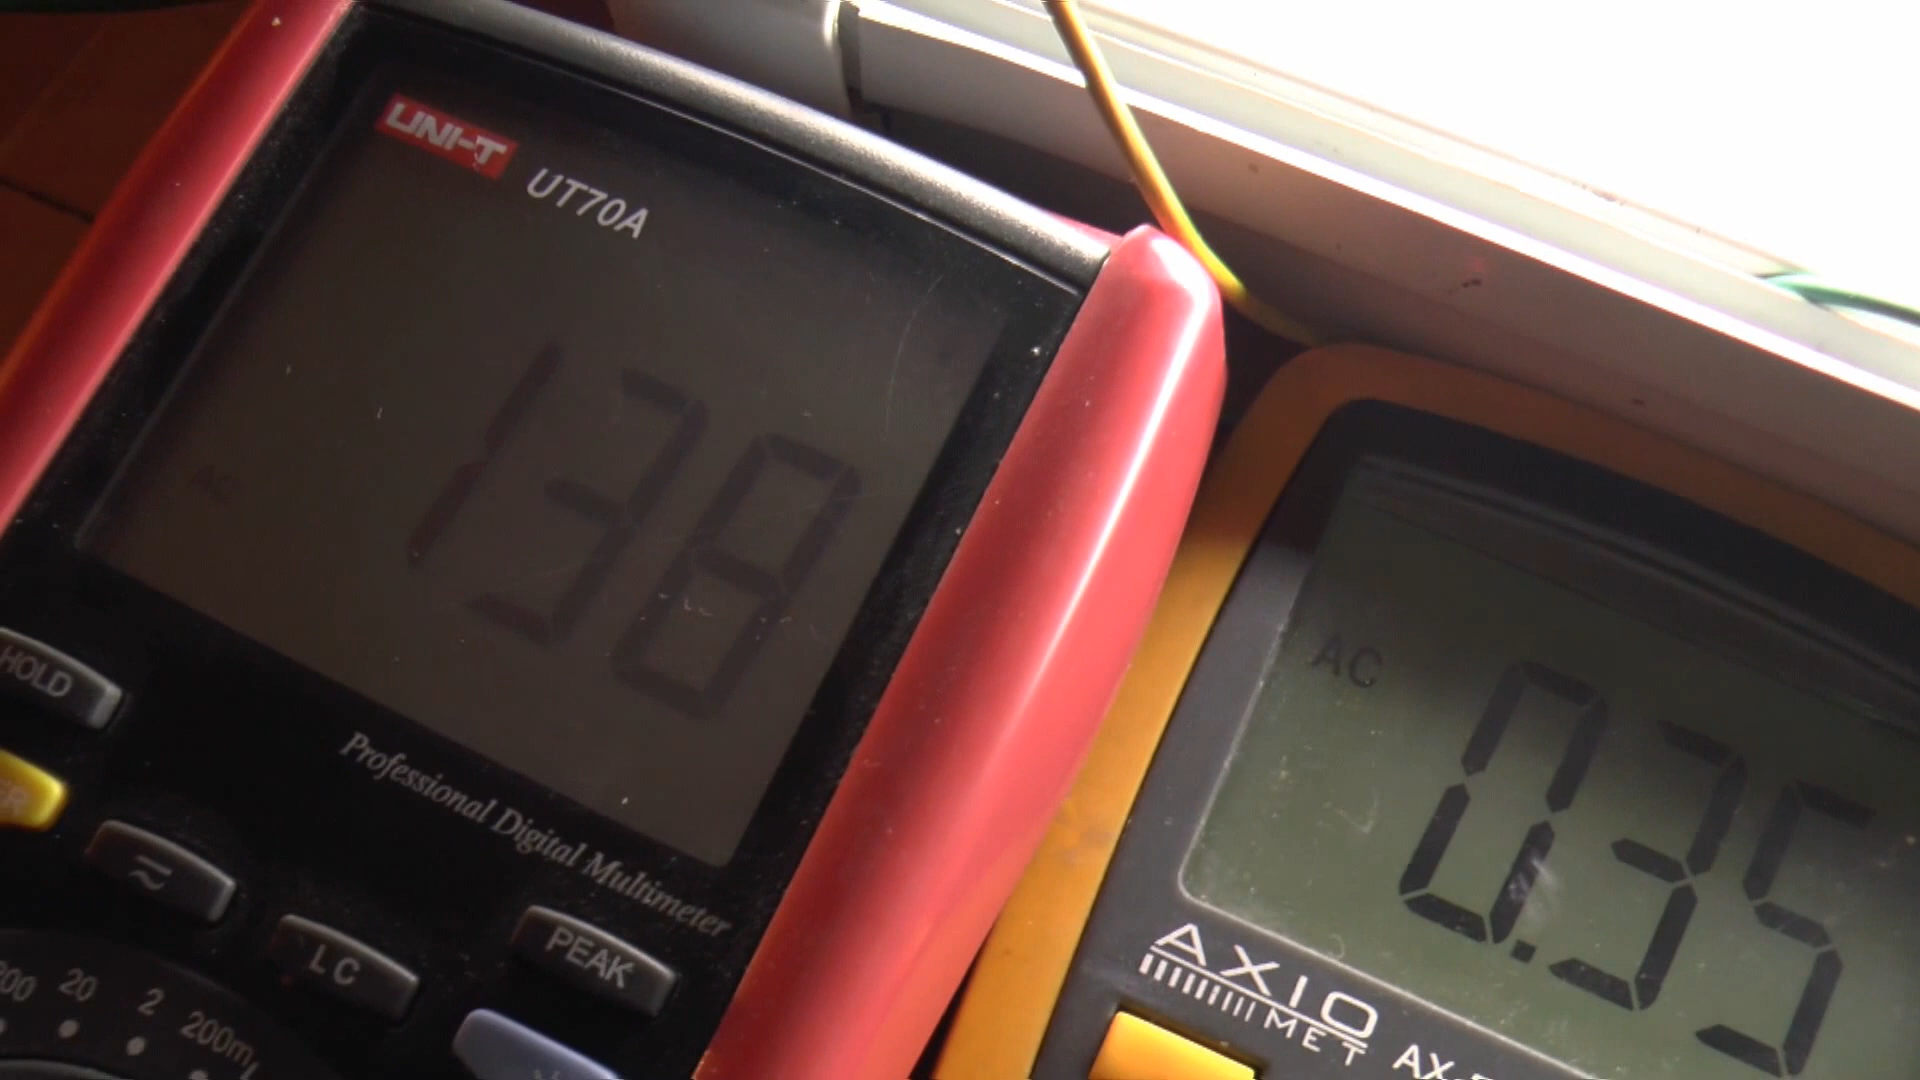 UNI-T
UT70A
AC
138
HOLD
Professional Digital Multimeter
LC
PEAK
20
2
200m
AC
0.35
AXIO
MET